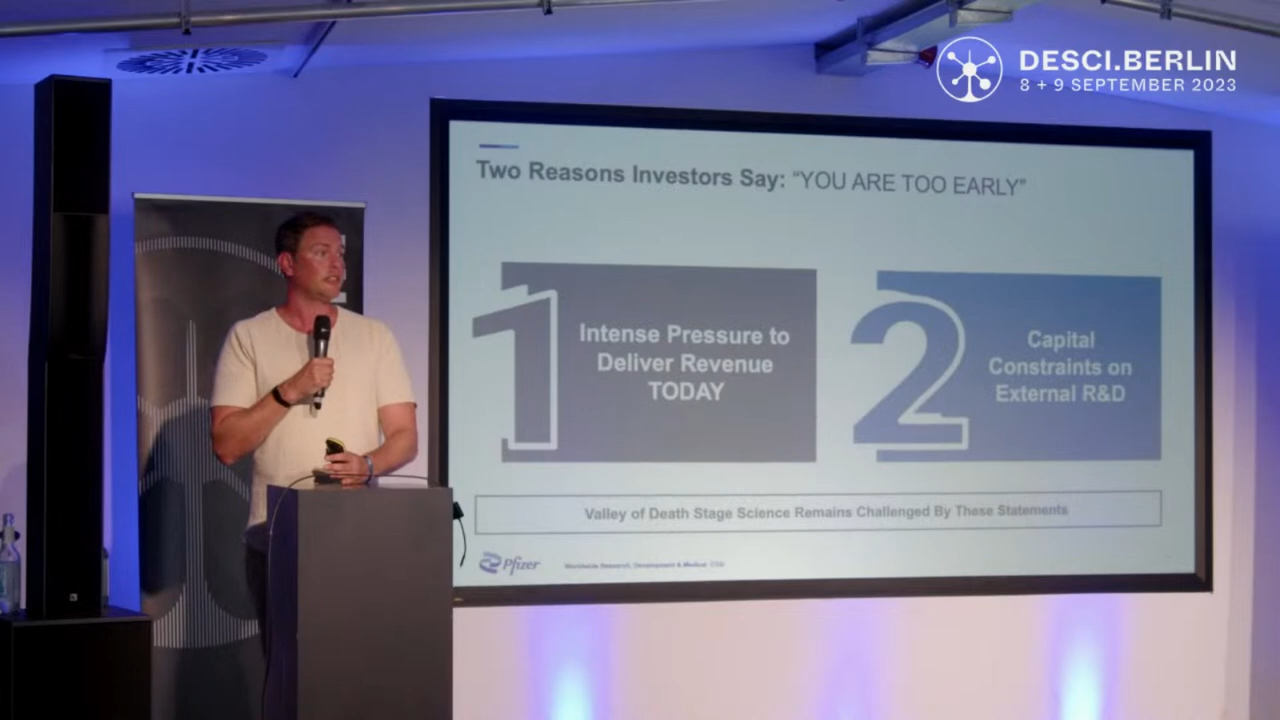 DESCI.BERLIN
8 + 9 SEPTEMBER 2023
Two Reasons Investors Say: “YOU ARE TOO EARLY”
1
Intense Pressure to
Deliver Revenue
TODAY
2
Capital
Constraints on
External R&D
Valley of Death Stage Science Remains Challenged By These Statements
Pfizer
Worldwide Research, Development & Medical